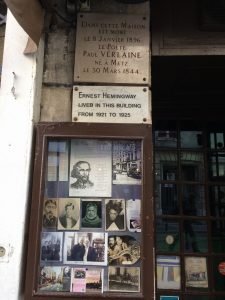 DANS CETTE MAISON
EST MORT
LE 8 JANVIER 1896
LE POÈTE
PAUL VERLAINE
NÉ A METZ
LE 30 MARS 1844.
ERNEST HEMINGWAY
LIVED IN THIS BUILDING
FROM 1921 TO 1925